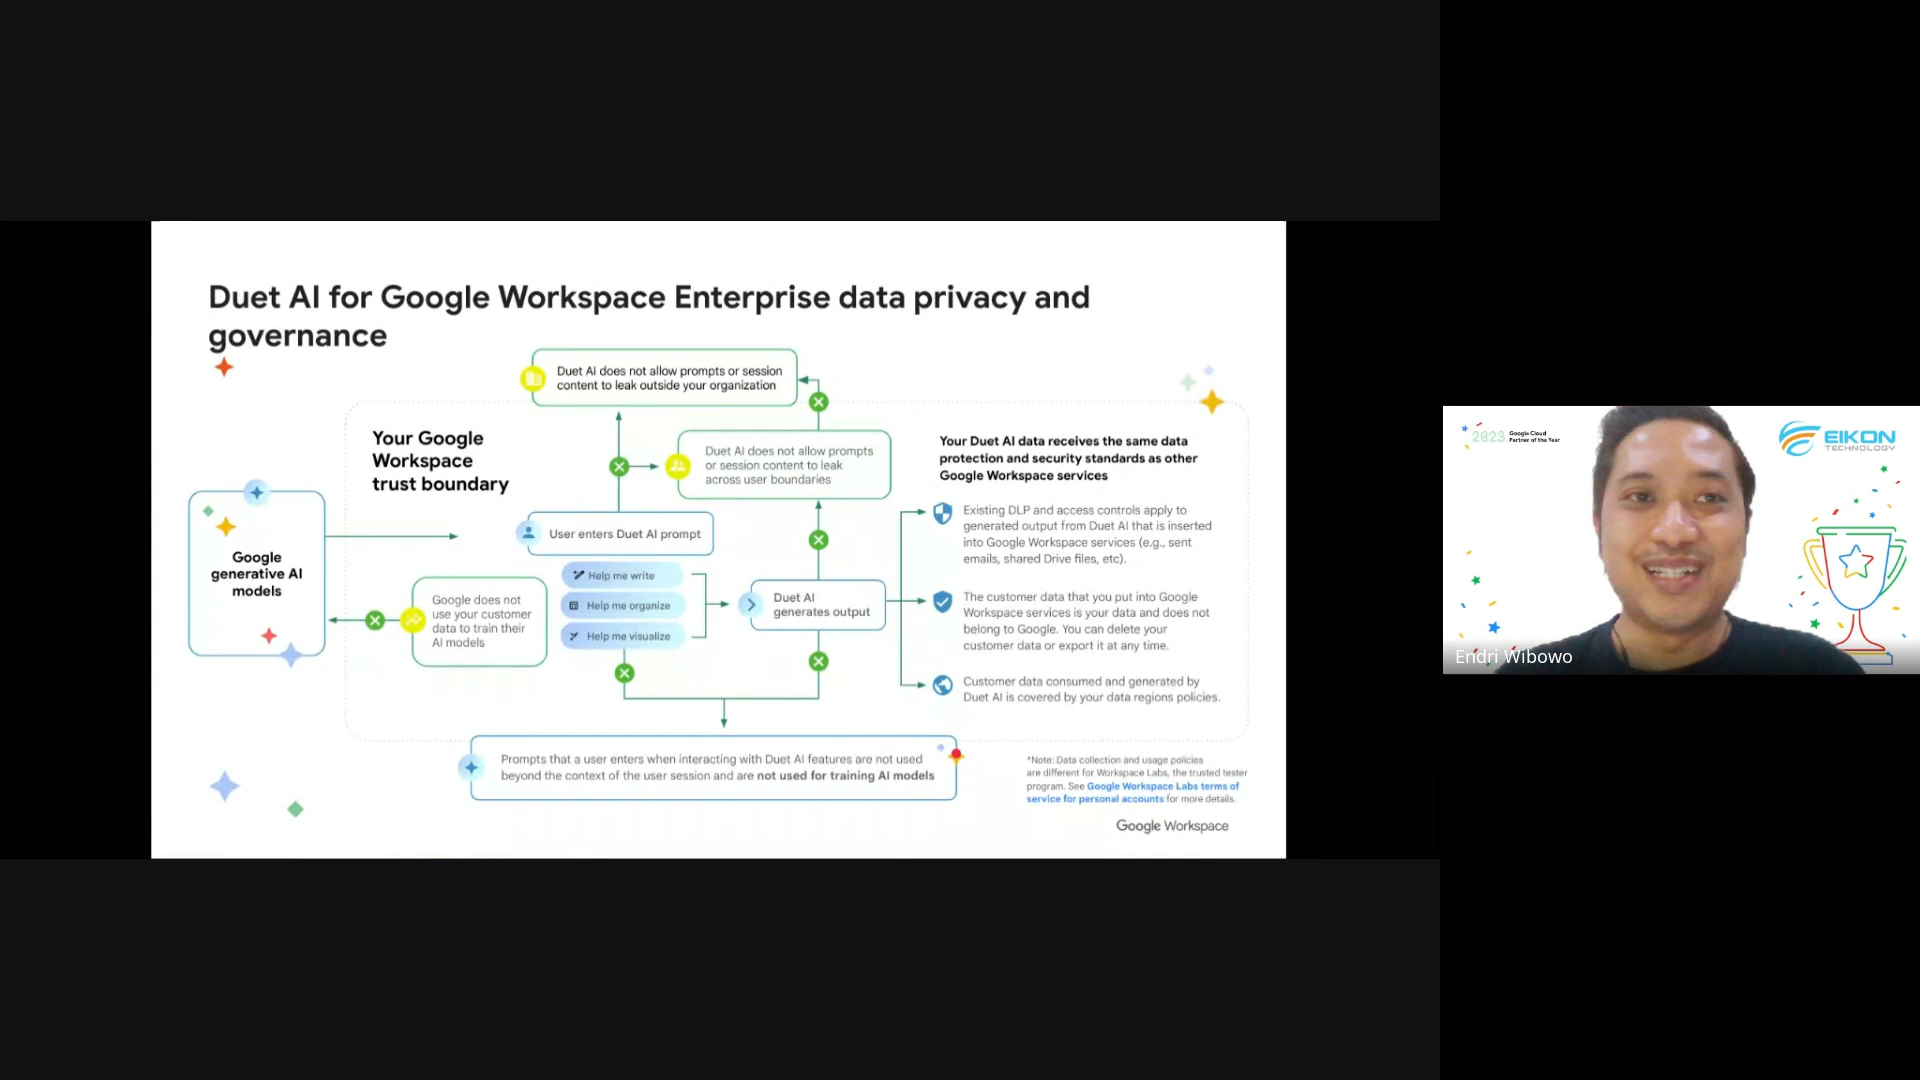 Duet AI for Google Workspace Enterprise data privacy and
governance
Duet AI does not allow prompts or session
content to leak outside your organization
Your Google
Workspace
trust boundary
Duet AI does not allow prompts
or session content to leak
across user boundaries
Google
generative AI
models
User enters Duet AI prompt
Google does not
use your customer
data to train their
AI models
Help me write
Help me organize
Help me visualize
Duet AI
generates output
Your Duet AI data receives the same data
protection and security standards as other
Google Workspace services
Existing DLP and access controls apply to
generated output from Duet AI that is inserted
into Google Workspace services (e.g., sent
emails, shared Drive files, etc).
The customer data that you put into Google
Workspace services is your data and does not
belong to Google. You can delete your
customer data or export it at any time.
Customer data consumed and generated by
Duet AI is covered by your data regions policies.
Prompts that a user enters when interacting with Duet AI features are not used
beyond the context of the user session and are not used for training AI models
*Note: Data collection and usage policies
are different for Workspace Labs, the trusted tester
program. See Google Workspace Labs terms of
service for personal accounts for more details.
Google Workspace
2023 Google Cloud
Partner of the Year
EIKON
TECHNOLOGY
Endri Wibowo